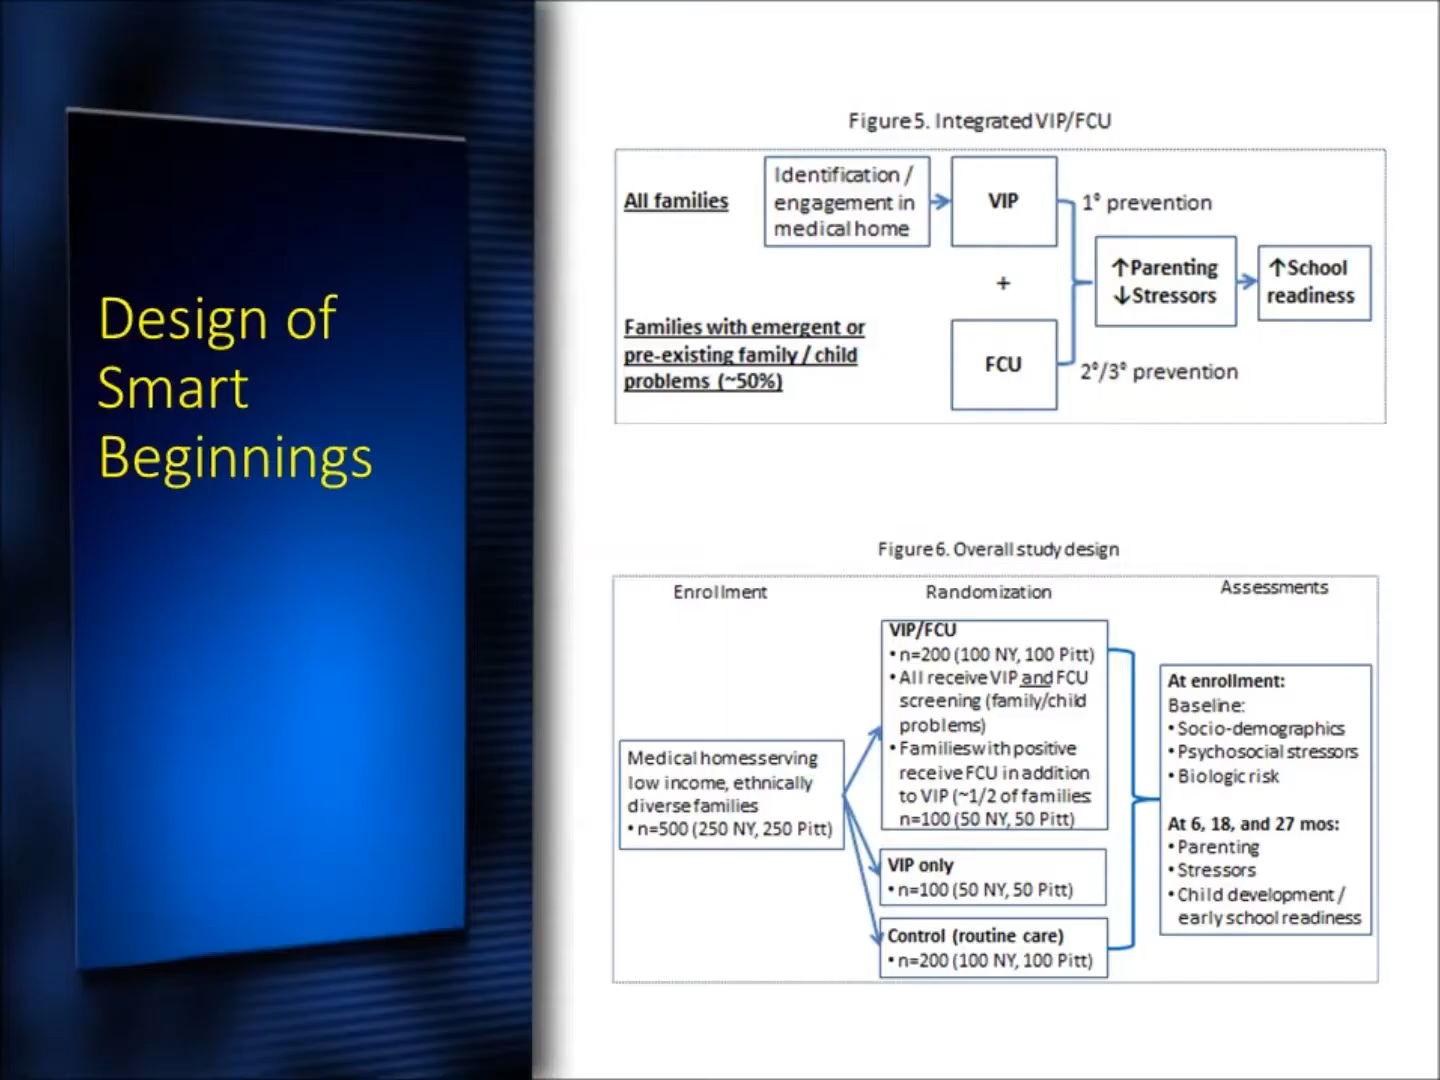 Design of
Smart
Beginnings
Figure 5. Integrated VIP/FCU
All families
Identification /
engagement in
medical home
VIP
1° prevention
+
↑Parenting
↓Stressors
↑School
readiness
Families with emergent or
pre-existing family / child
problems (~50%)
FCU
2°/3° prevention
Figure 6. Overall study design
Enrollment
Randomization
Assessments
Medical homes serving
low income, ethnically
diverse families
• n=500 (250 NY, 250 Pitt)
VIP/FCU
• n=200 (100 NY, 100 Pitt)
• All receive VIP and FCU
screening (family/child
problems)
• Families with positive
receive FCU in addition
to VIP (~1/2 of families
n=100 (50 NY, 50 Pitt)
VIP only
• n=100 (50 NY, 50 Pitt)
Control (routine care)
• n=200 (100 NY, 100 Pitt)
At enrollment:
Baseline:
• Socio-demographics
• Psychosocial stressors
• Biologic risk
At 6, 18, and 27 mos:
• Parenting
• Stressors
• Child development /
early school readiness